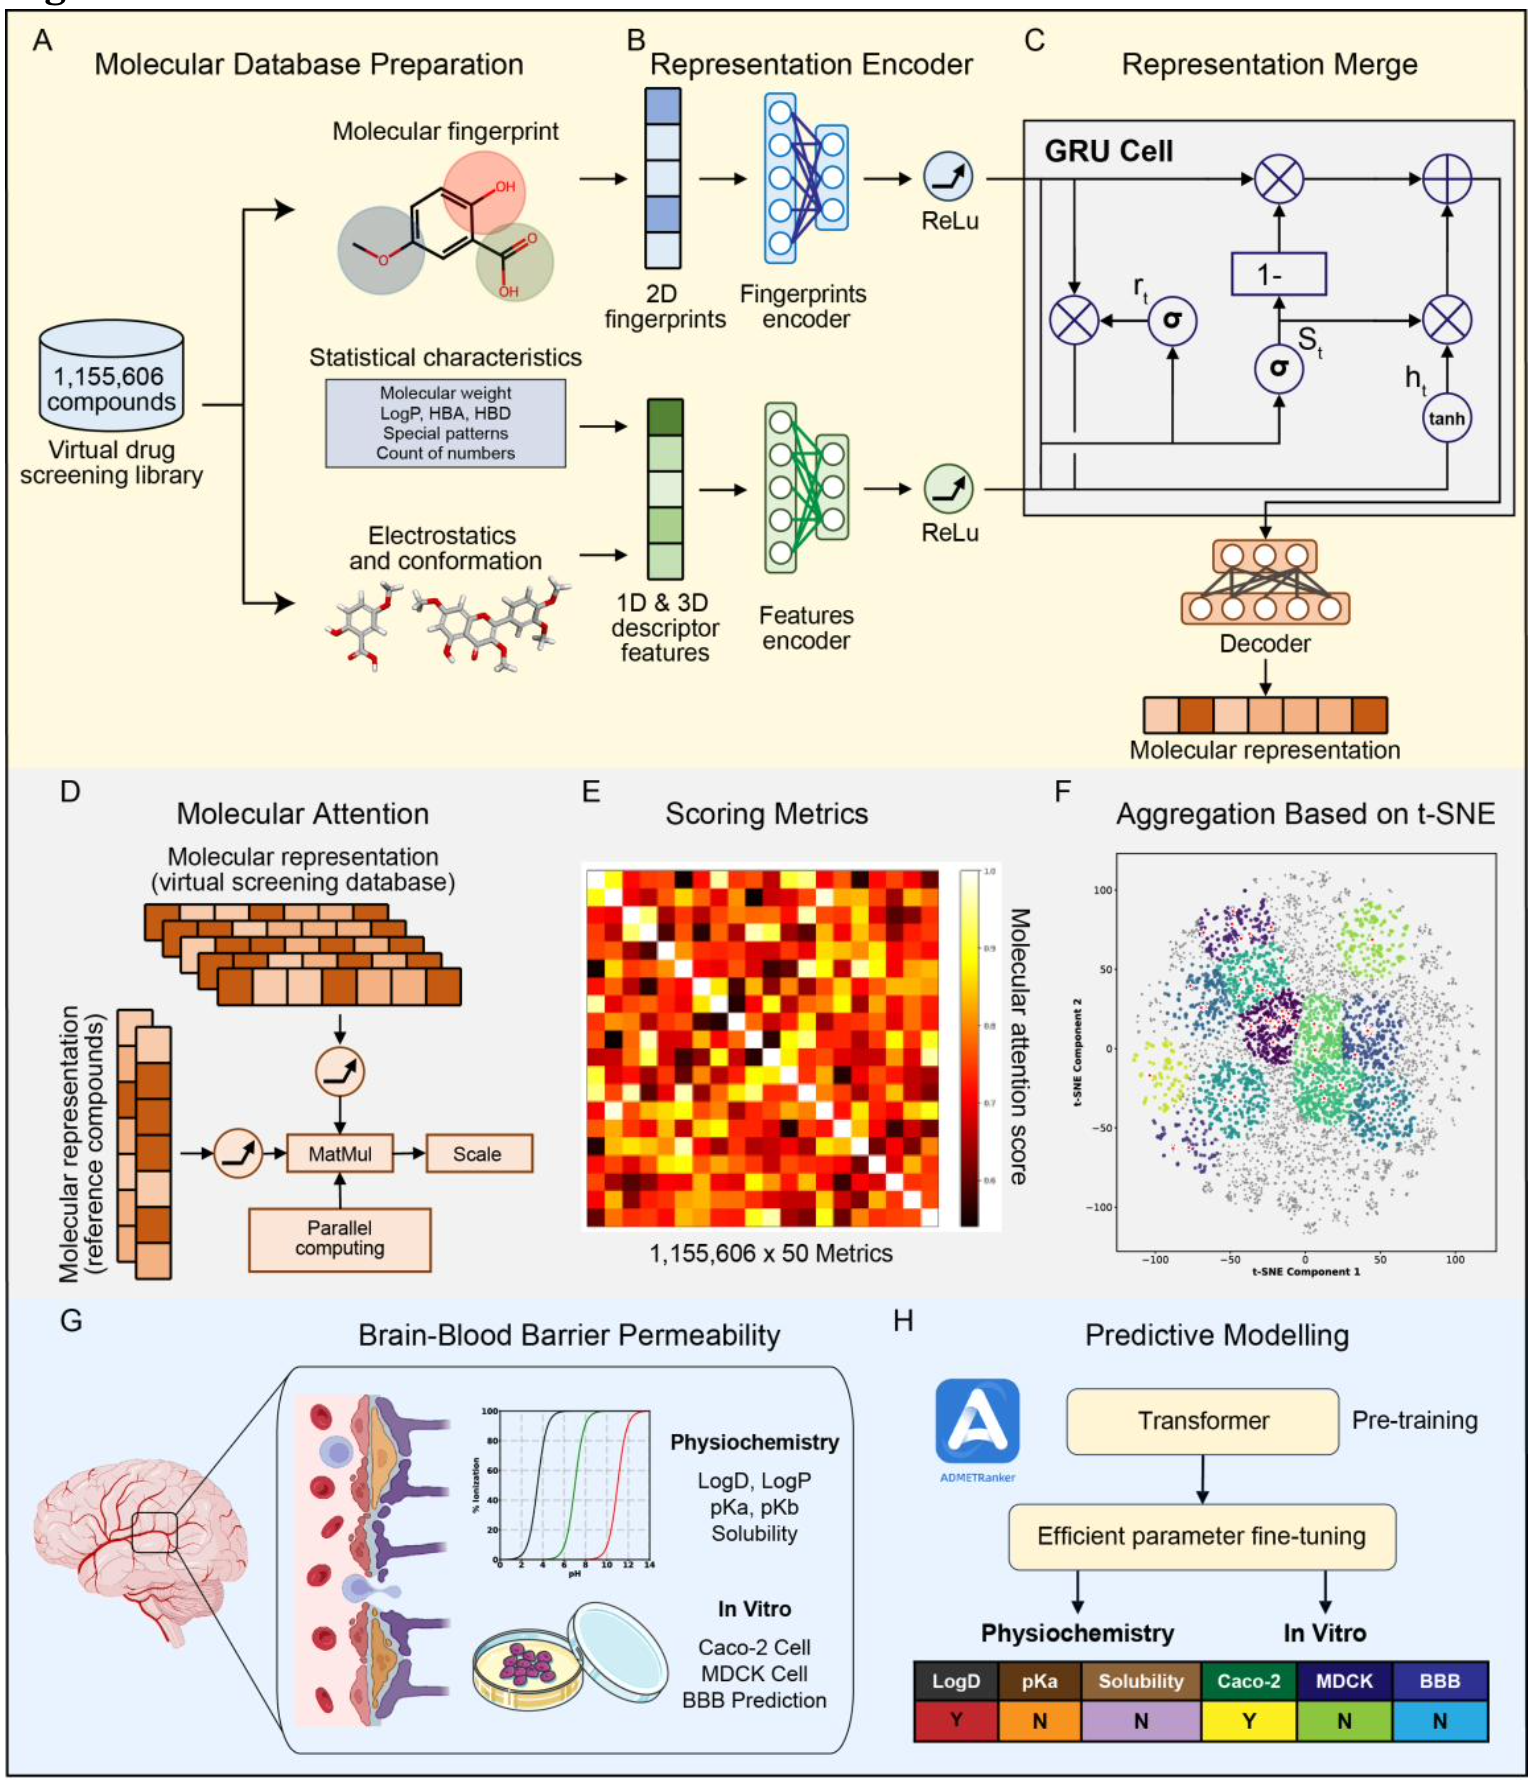 A
Molecular Database Preparation
B
Representation Encoder
C
Representation Merge
Molecular fingerprint
OH
O
O
OH
2D
fingerprints
Fingerprints
encoder
ReLu
GRU Cell
1-
rt
σ
St
σ
ht
tanh
1,155,606
compounds
Virtual drug
screening library
Statistical characteristics
Molecular weight
LogP, HBA, HBD
Special patterns
Count of numbers
Electrostatics
and conformation
1D & 3D
descriptor
features
Features
encoder
ReLu
Decoder
Molecular representation
D
Molecular Attention
Molecular representation
(virtual screening database)
Molecular representation
(reference compounds)
MatMul
Scale
Parallel
computing
E
Scoring Metrics
1.0
0.9
0.8
0.7
0.6
Molecular attention score
1,155,606 x 50 Metrics
F
Aggregation Based on t-SNE
100
50
0
−50
−100
t-SNE Component 2
−100
−50
0
50
100
t-SNE Component 1
G
Brain-Blood Barrier Permeability
100
80
60
40
20
0
% Ionization
0 2 4 6 8 10 12 14
pH
Physiochemistry
LogD, LogP
pKa, pKb
Solubility
In Vitro
Caco-2 Cell
MDCK Cell
BBB Prediction
H
Predictive Modelling
ADMETRanker
Transformer
Pre-training
Efficient parameter fine-tuning
Physiochemistry
In Vitro
LogD pKa Solubility Caco-2 MDCK BBB
Y N N Y N N